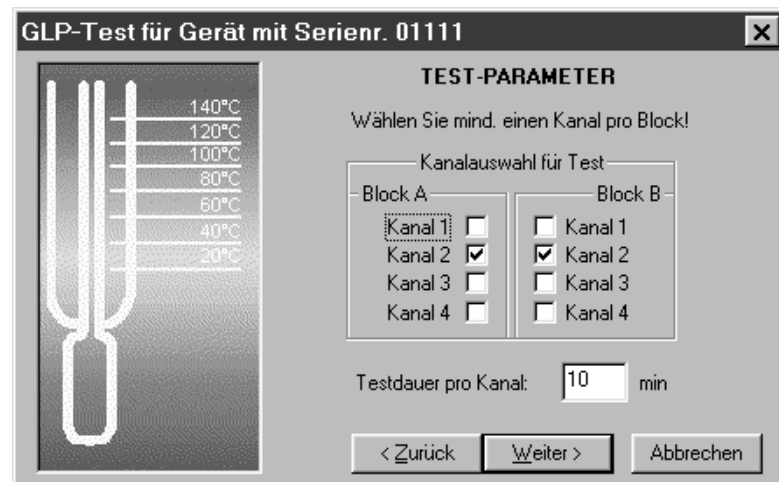 GLP-Test für Gerät mit Serienr. 01111
140°C
120°C
100°C
80°C
60°C
40°C
20°C
TEST-PARAMETER
Wählen Sie mind. einen Kanal pro Block!
Kanalauswahl für Test
Block A
Kanal 1
Kanal 2
Kanal 3
Kanal 4
Block B
Kanal 1
Kanal 2
Kanal 3
Kanal 4
Testdauer pro Kanal: 10 min
< Zurück Weiter > Abbrechen